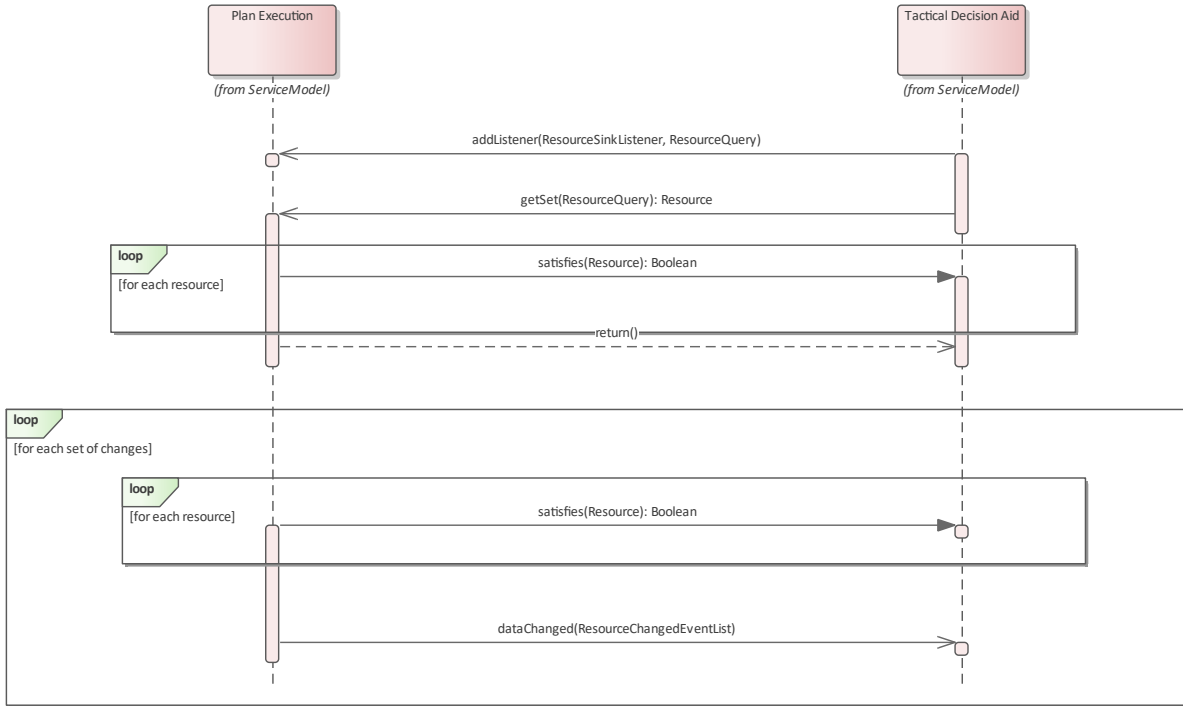 Plan Execution
Tactical Decision Aid
(from ServiceModel)
(from ServiceModel)
addListener(ResourceSinkListener, ResourceQuery)
getSet(ResourceQuery): Resource
loop
[for each resource]
satisfies(Resource): Boolean
return()
loop
[for each set of changes]
loop
[for each resource]
satisfies(Resource): Boolean
dataChanged(ResourceChangedEventList)